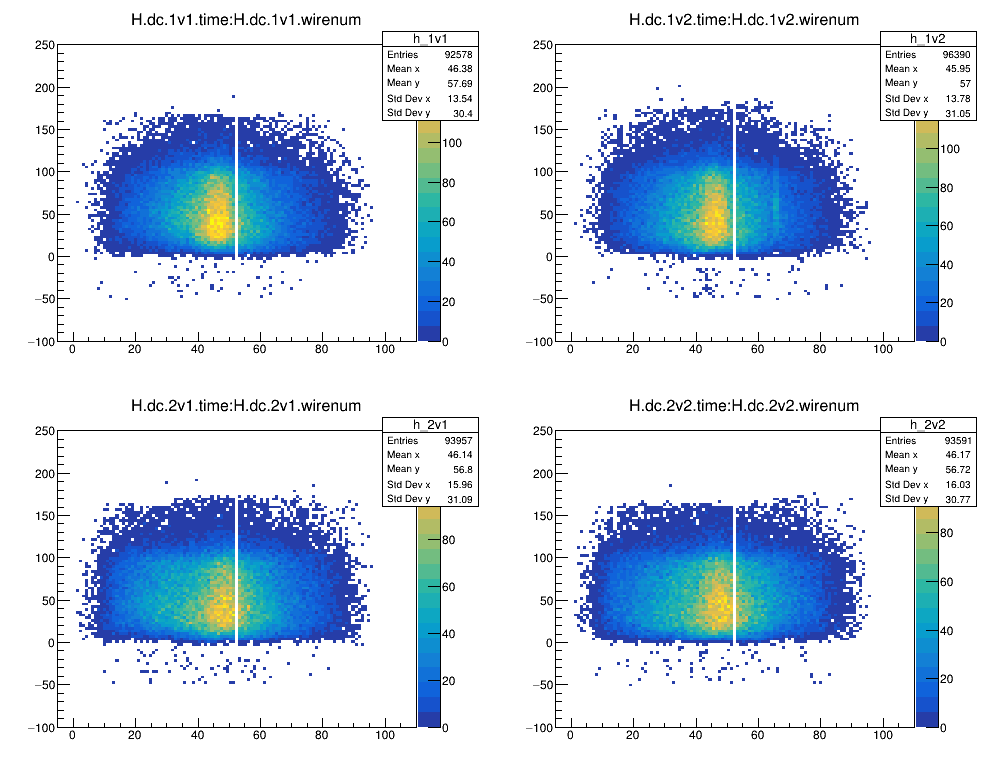 H.dc.1v1.time:H.dc.1v1.wirenum
h_1v1
Entries 92578
Mean x 46.38
Mean y 57.69
Std Dev x 13.54
Std Dev y 30.4
250
200
150
100
50
0
−50
−100
0 20 40 60 80 100
100
80
60
40
20
0
H.dc.1v2.time:H.dc.1v2.wirenum
h_1v2
Entries 96390
Mean x 45.95
Mean y 57
Std Dev x 13.78
Std Dev y 31.05
250
200
150
100
50
0
−50
−100
0 20 40 60 80 100
100
80
60
40
20
0
H.dc.2v1.time:H.dc.2v1.wirenum
h_2v1
Entries 93957
Mean x 46.14
Mean y 56.8
Std Dev x 15.96
Std Dev y 31.09
250
200
150
100
50
0
−50
−100
0 20 40 60 80 100
80
60
40
20
0
H.dc.2v2.time:H.dc.2v2.wirenum
h_2v2
Entries 93591
Mean x 46.17
Mean y 56.72
Std Dev x 16.03
Std Dev y 30.77
250
200
150
100
50
0
−50
−100
0 20 40 60 80 100
80
60
40
20
0